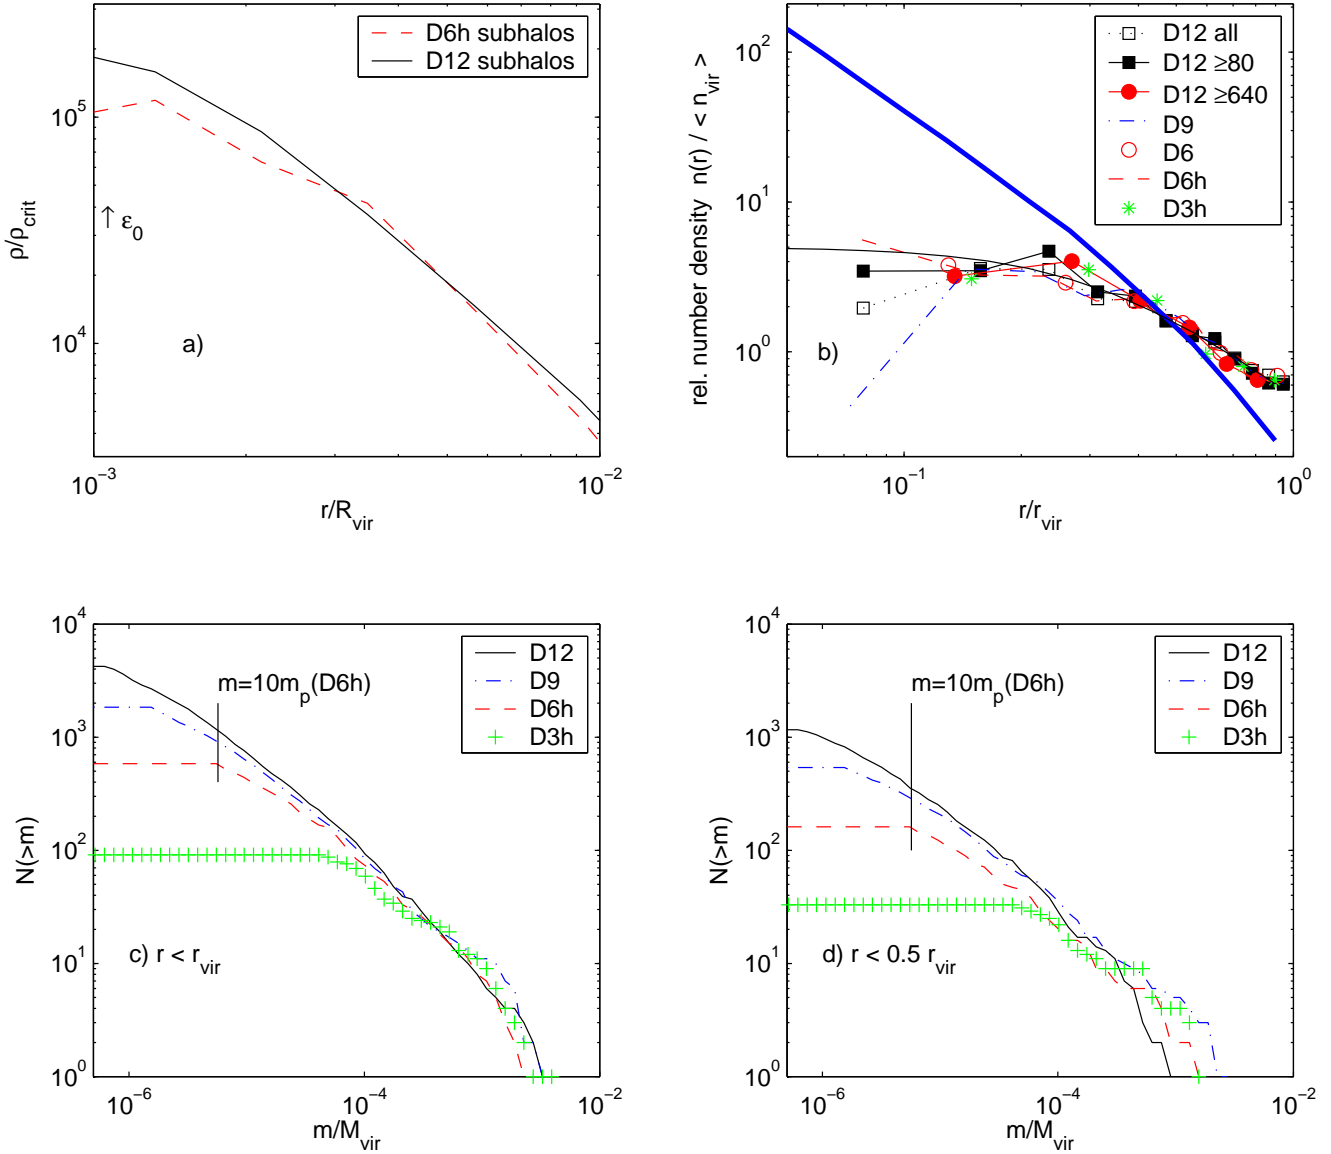 D6h subhalos
D12 subhalos
10^5
10^4
ρ/ρ_crit
↑ ε_0
a)
10^−3
10^−2
r/R_vir
D12 all
D12 ≥80
D12 ≥640
D9
D6
D6h
D3h
10^2
10^1
10^0
rel. number density n(r) / < n_vir >
b)
10^−1
10^0
r/r_vir
D12
D9
D6h
D3h
10^4
10^3
10^2
10^1
10^0
N(>m)
m=10m_p(D6h)
c) r < r_vir
10^−6
10^−4
10^−2
m/M_vir
D12
D9
D6h
D3h
10^4
10^3
10^2
10^1
10^0
N(>m)
m=10m_p(D6h)
d) r < 0.5 r_vir
10^−6
10^−4
10^−2
m/M_vir